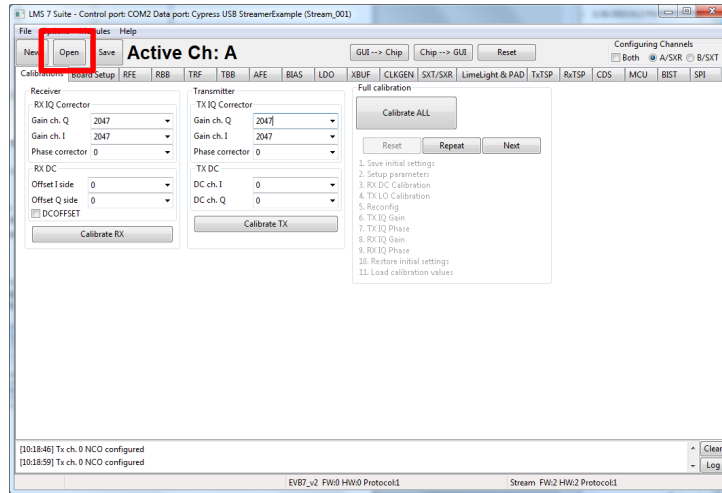 LMS 7 Suite - Control port: COM2 Data port: Cypress USB StreamerExample (Stream_001)
File Modules Help
New Open Save Active Ch: A GUI --> Chip Chip --> GUI Reset Configuring Channels
Both A/SXR B/SXT
Calibrations Board Setup RFE RBB TRF TBB AFE BIAS LDO XBUF CLKGEN SXT/SXR LimeLight & PAD TxTSP RxTSP CDS MCU BIST SPI
Receiver
RX IQ Corrector
Gain ch. Q 2047
Gain ch. I 2047
Phase corrector 0
RX DC
Offset I side 0
Offset Q side 0
DCOFFSET
Calibrate RX
Transmitter
TX IQ Corrector
Gain ch. Q 2047
Gain ch. I 2047
Phase corrector 0
TX DC
DC ch. I 0
DC ch. Q 0
Calibrate TX
Full calibration
Calibrate ALL
Reset Repeat Next
1. Save initial settings
2. Setup parameters
3. RX DC Calibration
4. TX LO Calibration
5. Reconfig
6. TX IQ Gain
7. TX IQ Phase
8. RX IQ Gain
9. RX IQ Phase
10. Restore initial settings
11. Load calibration values
[10:18:46] Tx ch. 0 NCO configured
[10:18:59] Tx ch. 0 NCO configured
Clear
Log
EVB7_v2 FW:0 HW:0 Protocol:1 Stream FW:2 HW:2 Protocol:1